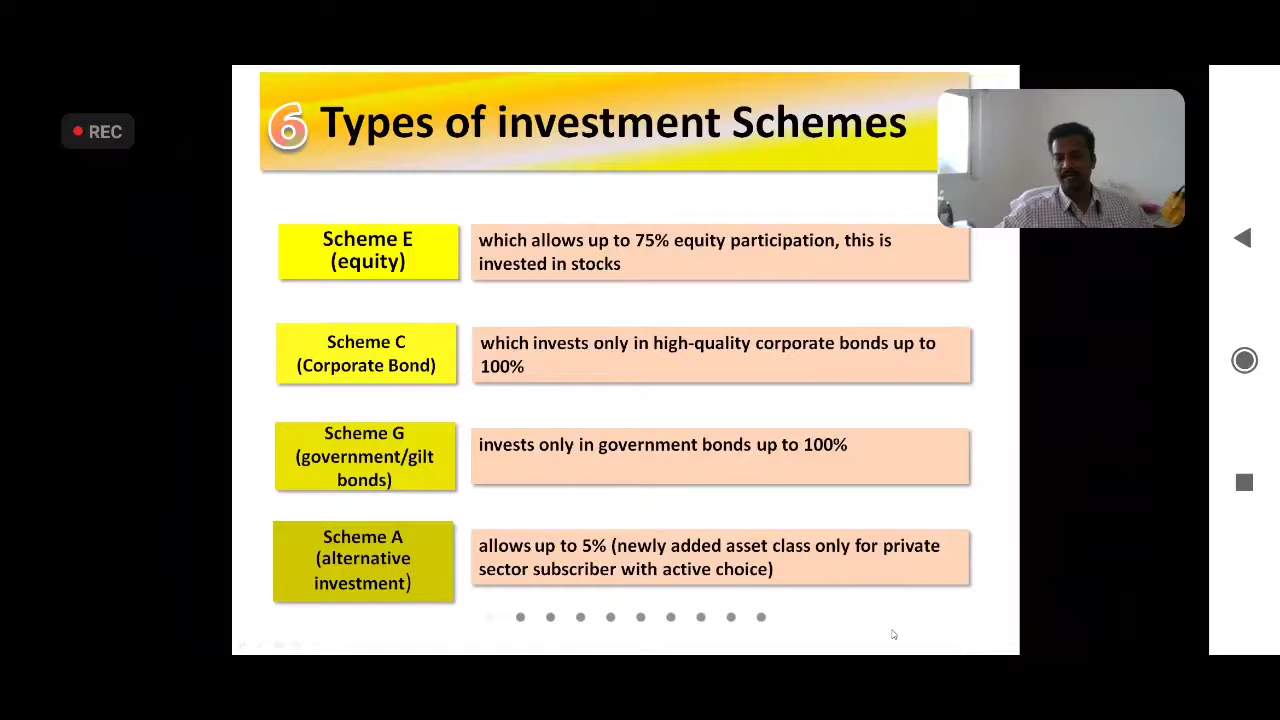 REC
6 Types of investment Schemes
Scheme E
(equity)
which allows up to 75% equity participation, this is
invested in stocks
Scheme C
(Corporate Bond)
which invests only in high-quality corporate bonds up to
100%
Scheme G
(government/gilt
bonds)
invests only in government bonds up to 100%
Scheme A
(alternative
investment)
allows up to 5% (newly added asset class only for private
sector subscriber with active choice)